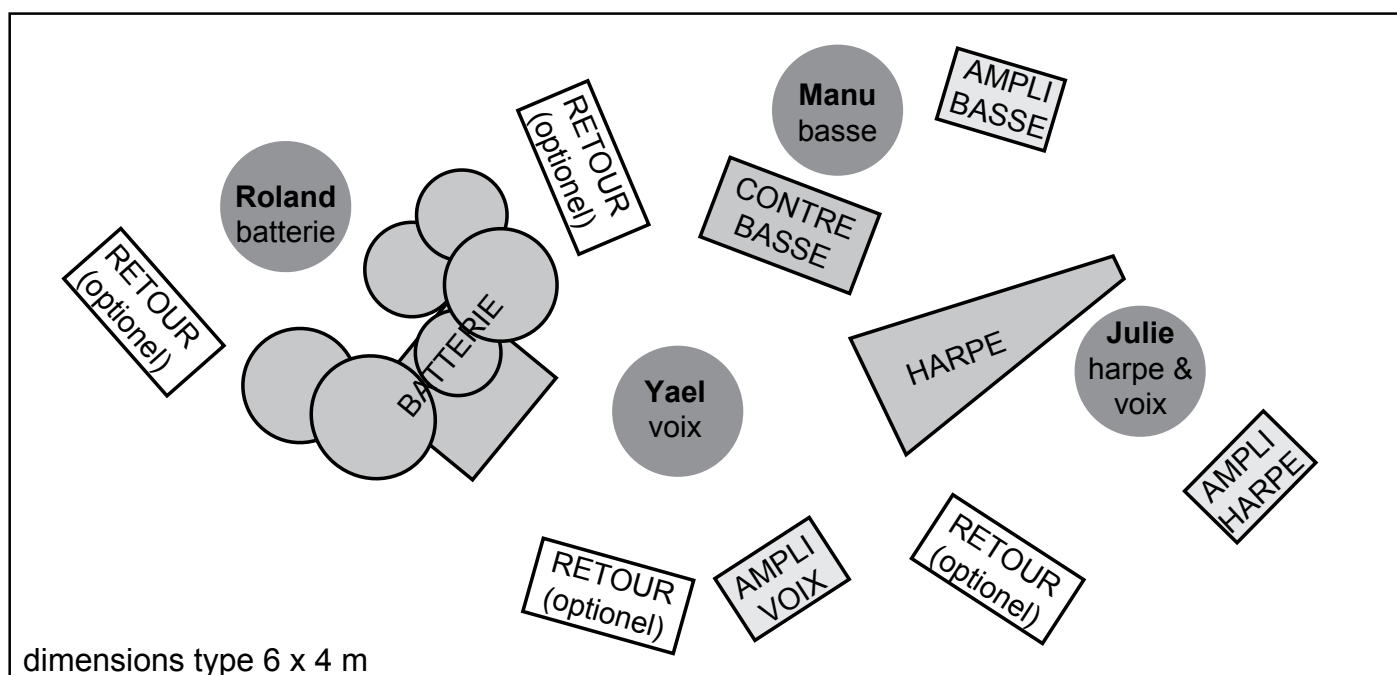 Manu
basse
AMPLI
BASSE
RETOUR
(optionel)
Roland
batterie
CONTRE
BASSE
RETOUR
(optionel)
BATTERIE
HARPE
Julie
harpe &
voix
Yael
voix
AMPLI
HARPE
RETOUR
(optionel)
AMPLI
VOIX
RETOUR
(optionel)
dimensions type 6 x 4 m